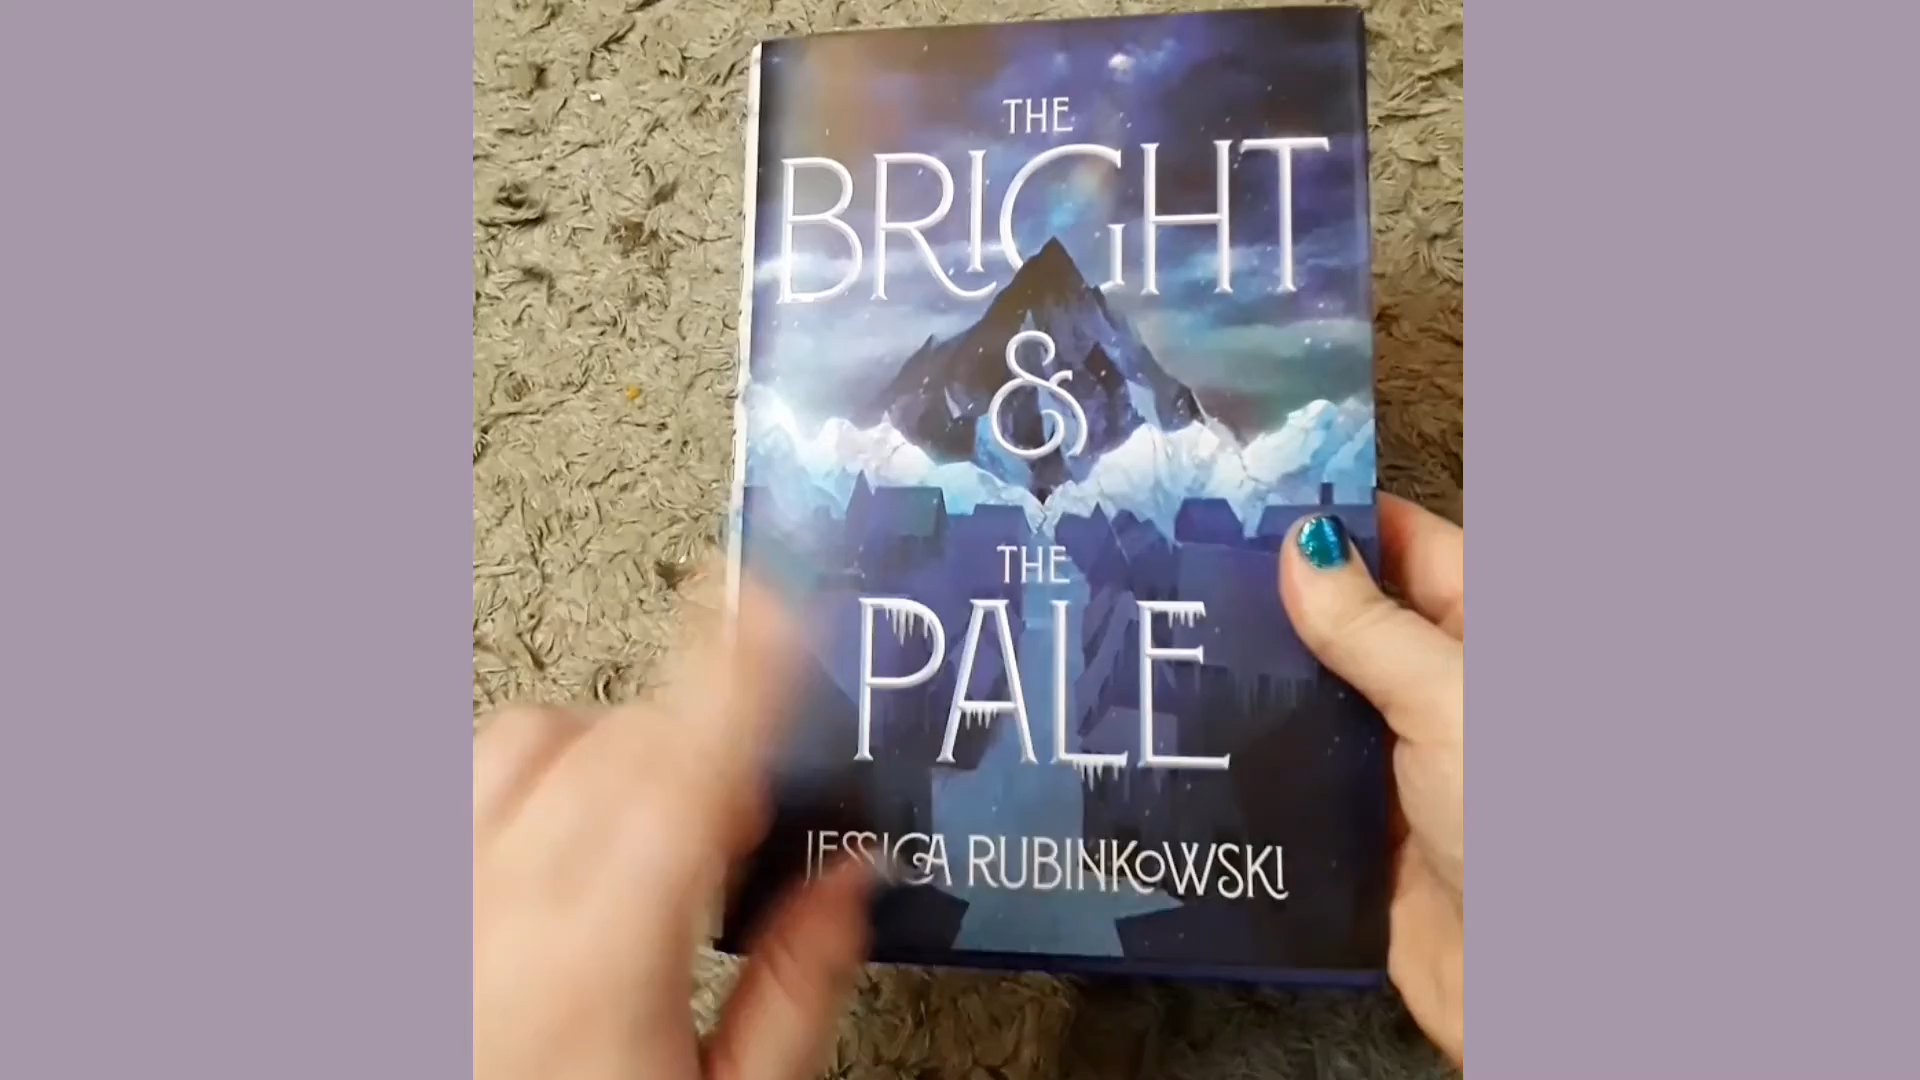 THE
BRIGHT
&
THE
PALE
JESSICA RUBINKOWSKI